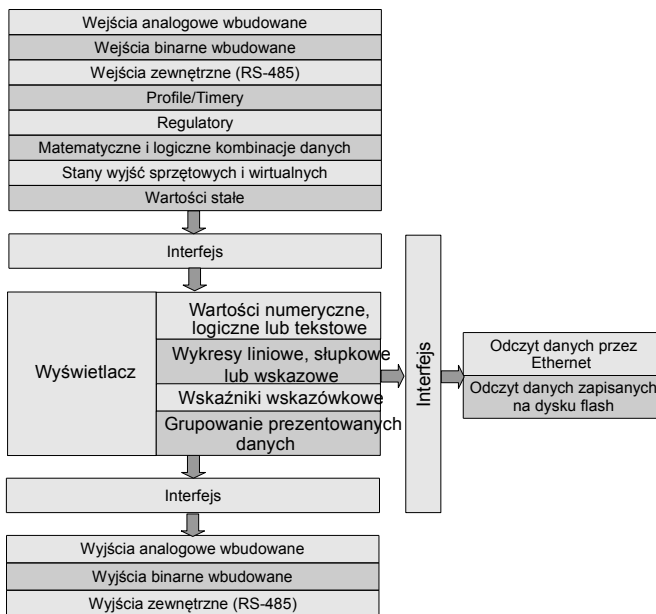 Wejścia analogowe wbudowane
Wejścia binarne wbudowane
Wejścia zewnętrzne (RS-485)
Profile/Timery
Regulatory
Matematyczne i logiczne kombinacje danych
Stany wyjść sprzętowych i wirtualnych
Wartości stałe
Interfejs
Wyświetlacz
Wartości numeryczne,
logiczne lub tekstowe
Wykresy liniowe, słupkowe
lub wskazowe
Wskaźniki wskazówkowe
Grupowanie prezentowanych
danych
Interfejs
Odczyt danych przez
Ethernet
Odczyt danych zapisanych
na dysku flash
Interfejs
Wyjścia analogowe wbudowane
Wyjścia binarne wbudowane
Wyjścia zewnętrzne (RS-485)